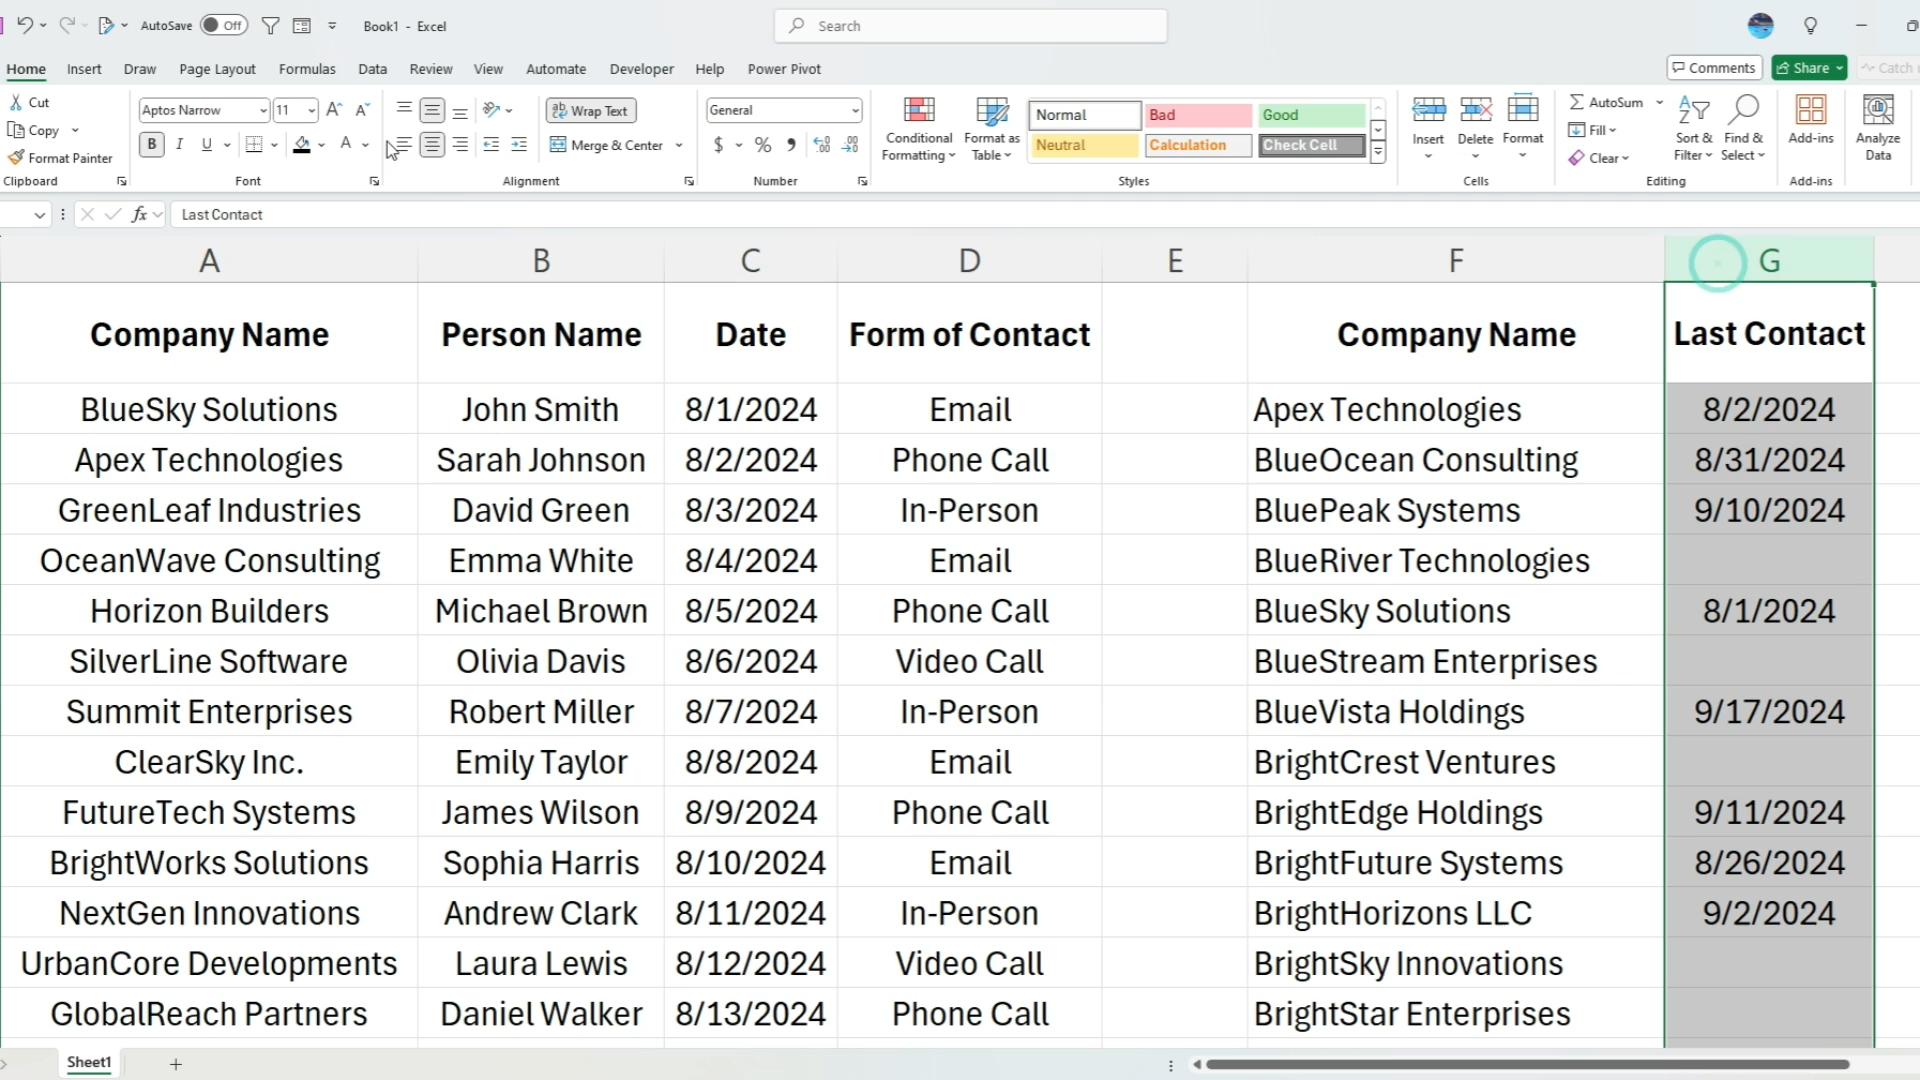 AutoSave Off Book1 - Excel Search
Home Insert Draw Page Layout Formulas Data Review View Automate Developer Help Power Pivot Comments Share Catch
Cut
Copy
Format Painter
Clipboard
Aptos Narrow 11
B I U A
Font
Wrap Text
Merge & Center
Alignment
General
$ % 9
Number
Conditional Formatting
Format as Table
Normal Bad Good
Neutral Calculation Check Cell
Styles
Insert Delete Format
Cells
AutoSum
Fill
Clear
Sort & Filter
Find & Select
Editing
Add-ins
Add-ins
Analyze Data
fx Last Contact
A B C D E F G
Company Name Person Name Date Form of Contact Company Name Last Contact
BlueSky Solutions John Smith 8/1/2024 Email Apex Technologies 8/2/2024
Apex Technologies Sarah Johnson 8/2/2024 Phone Call BlueOcean Consulting 8/31/2024
GreenLeaf Industries David Green 8/3/2024 In-Person BluePeak Systems 9/10/2024
OceanWave Consulting Emma White 8/4/2024 Email BlueRiver Technologies
Horizon Builders Michael Brown 8/5/2024 Phone Call BlueSky Solutions 8/1/2024
SilverLine Software Olivia Davis 8/6/2024 Video Call BlueStream Enterprises
Summit Enterprises Robert Miller 8/7/2024 In-Person BlueVista Holdings 9/17/2024
ClearSky Inc. Emily Taylor 8/8/2024 Email BrightCrest Ventures
FutureTech Systems James Wilson 8/9/2024 Phone Call BrightEdge Holdings 9/11/2024
BrightWorks Solutions Sophia Harris 8/10/2024 Email BrightFuture Systems 8/26/2024
NextGen Innovations Andrew Clark 8/11/2024 In-Person BrightHorizons LLC 9/2/2024
UrbanCore Developments Laura Lewis 8/12/2024 Video Call BrightSky Innovations
GlobalReach Partners Daniel Walker 8/13/2024 Phone Call BrightStar Enterprises
Sheet1